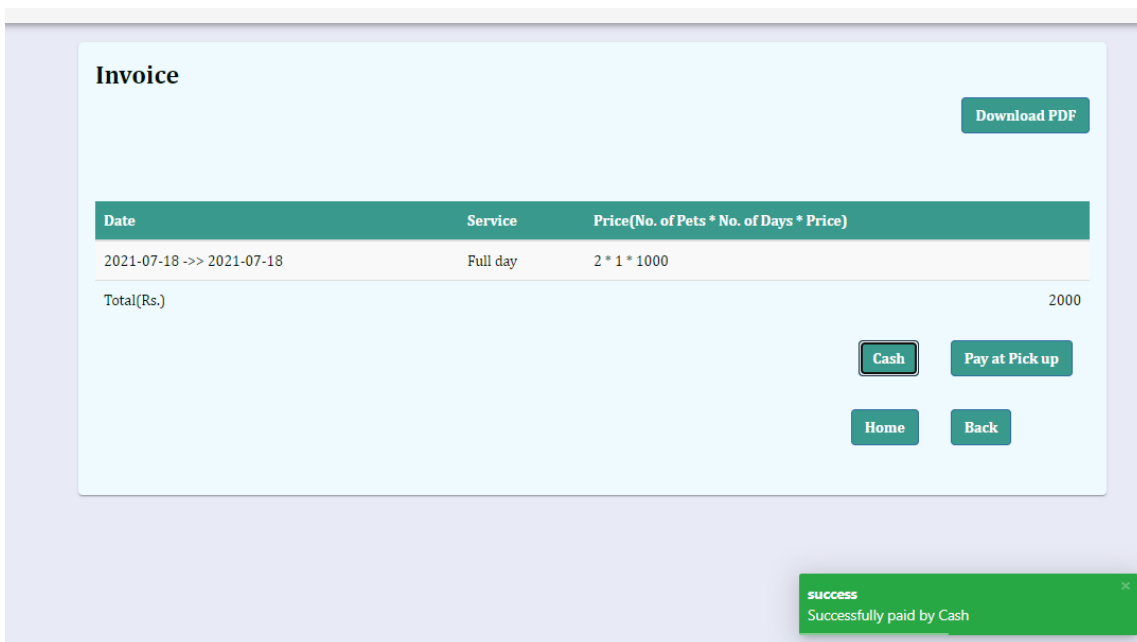 Invoice
Download PDF
Date Service Price(No. of Pets * No. of Days * Price)
2021-07-18 ->> 2021-07-18 Full day 2 * 1 * 1000
Total(Rs.) 2000
Cash Pay at Pick up
Home Back
success ×
Successfully paid by Cash